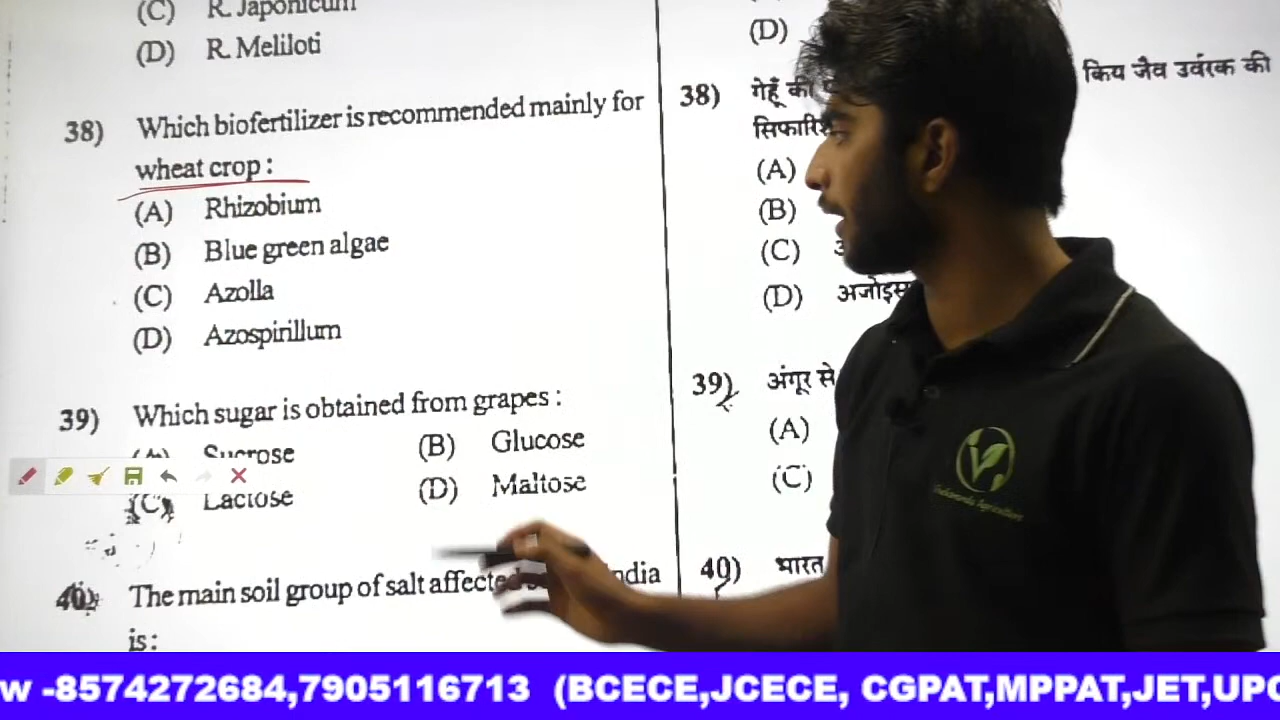 (C) R. Japonicum
(D) R. Meliloti
38) Which biofertilizer is recommended mainly for
wheat crop :
(A) Rhizobium
(B) Blue green algae
(C) Azolla
(D) Azospirillum
39) Which sugar is obtained from grapes :
(A) Sucrose (B) Glucose
(C) Lactose (D) Maltose
40) The main soil group of salt affected
is :
(D)
38) गेहूँ की किय जैव उर्वरक की
(A)
(B)
(C)
(D)
39) अंगूर से
(A)
(C)
40) भारत
w -8574272684,7905116713 (BCECE,JCECE, CGPAT,MPPAT,JET,UPC